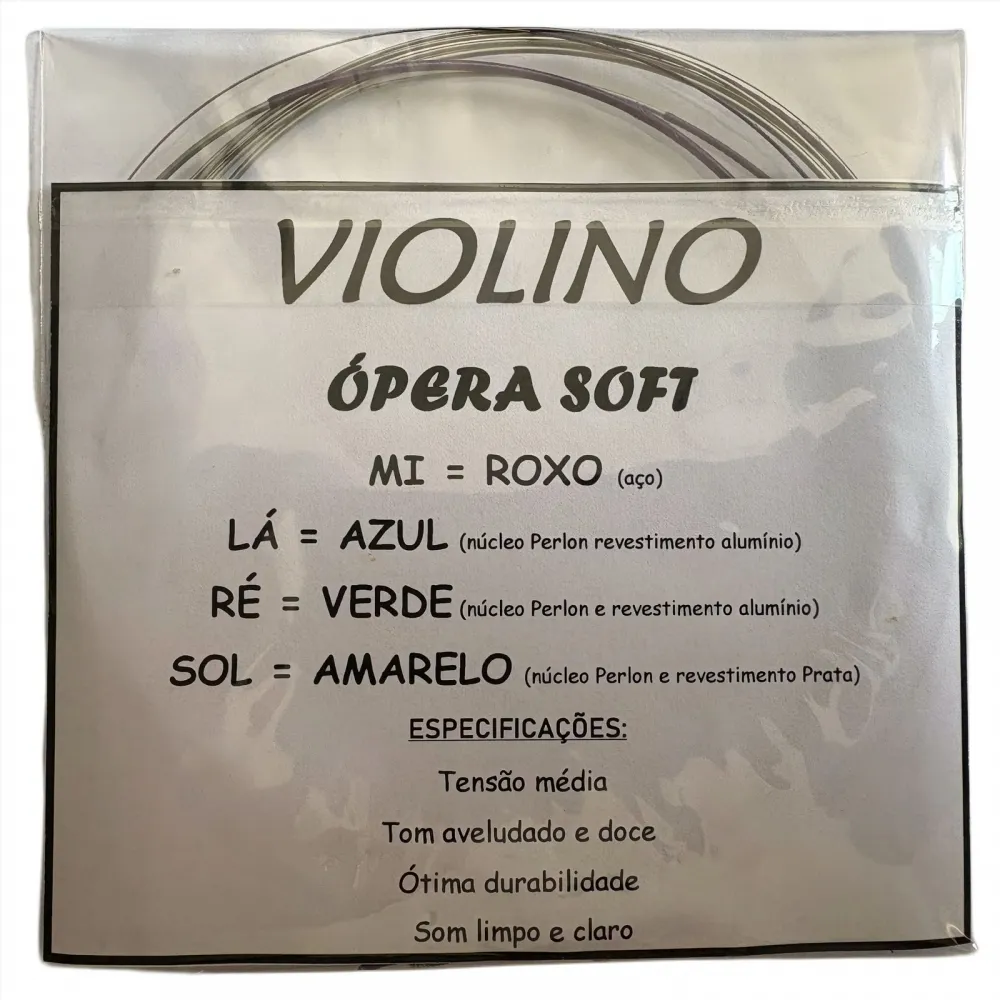 VIOLINO
ÓPERA SOFT
MI = ROXO (aço)
LÁ = AZUL (núcleo Perlon revestimento alumínio)
RÉ = VERDE (núcleo Perlon e revestimento alumínio)
SOL = AMARELO (núcleo Perlon e revestimento Prata)
ESPECIFICAÇÕES:
Tensão média
Tom aveludado e doce
Ótima durabilidade
Som limpo e claro